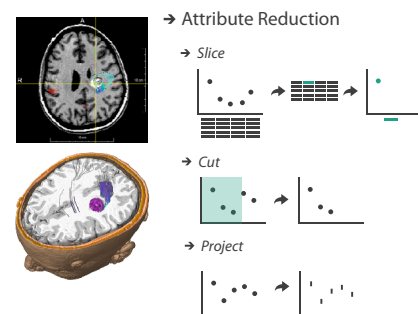 → Attribute Reduction
→ Slice
→ Cut
→ Project
A
R